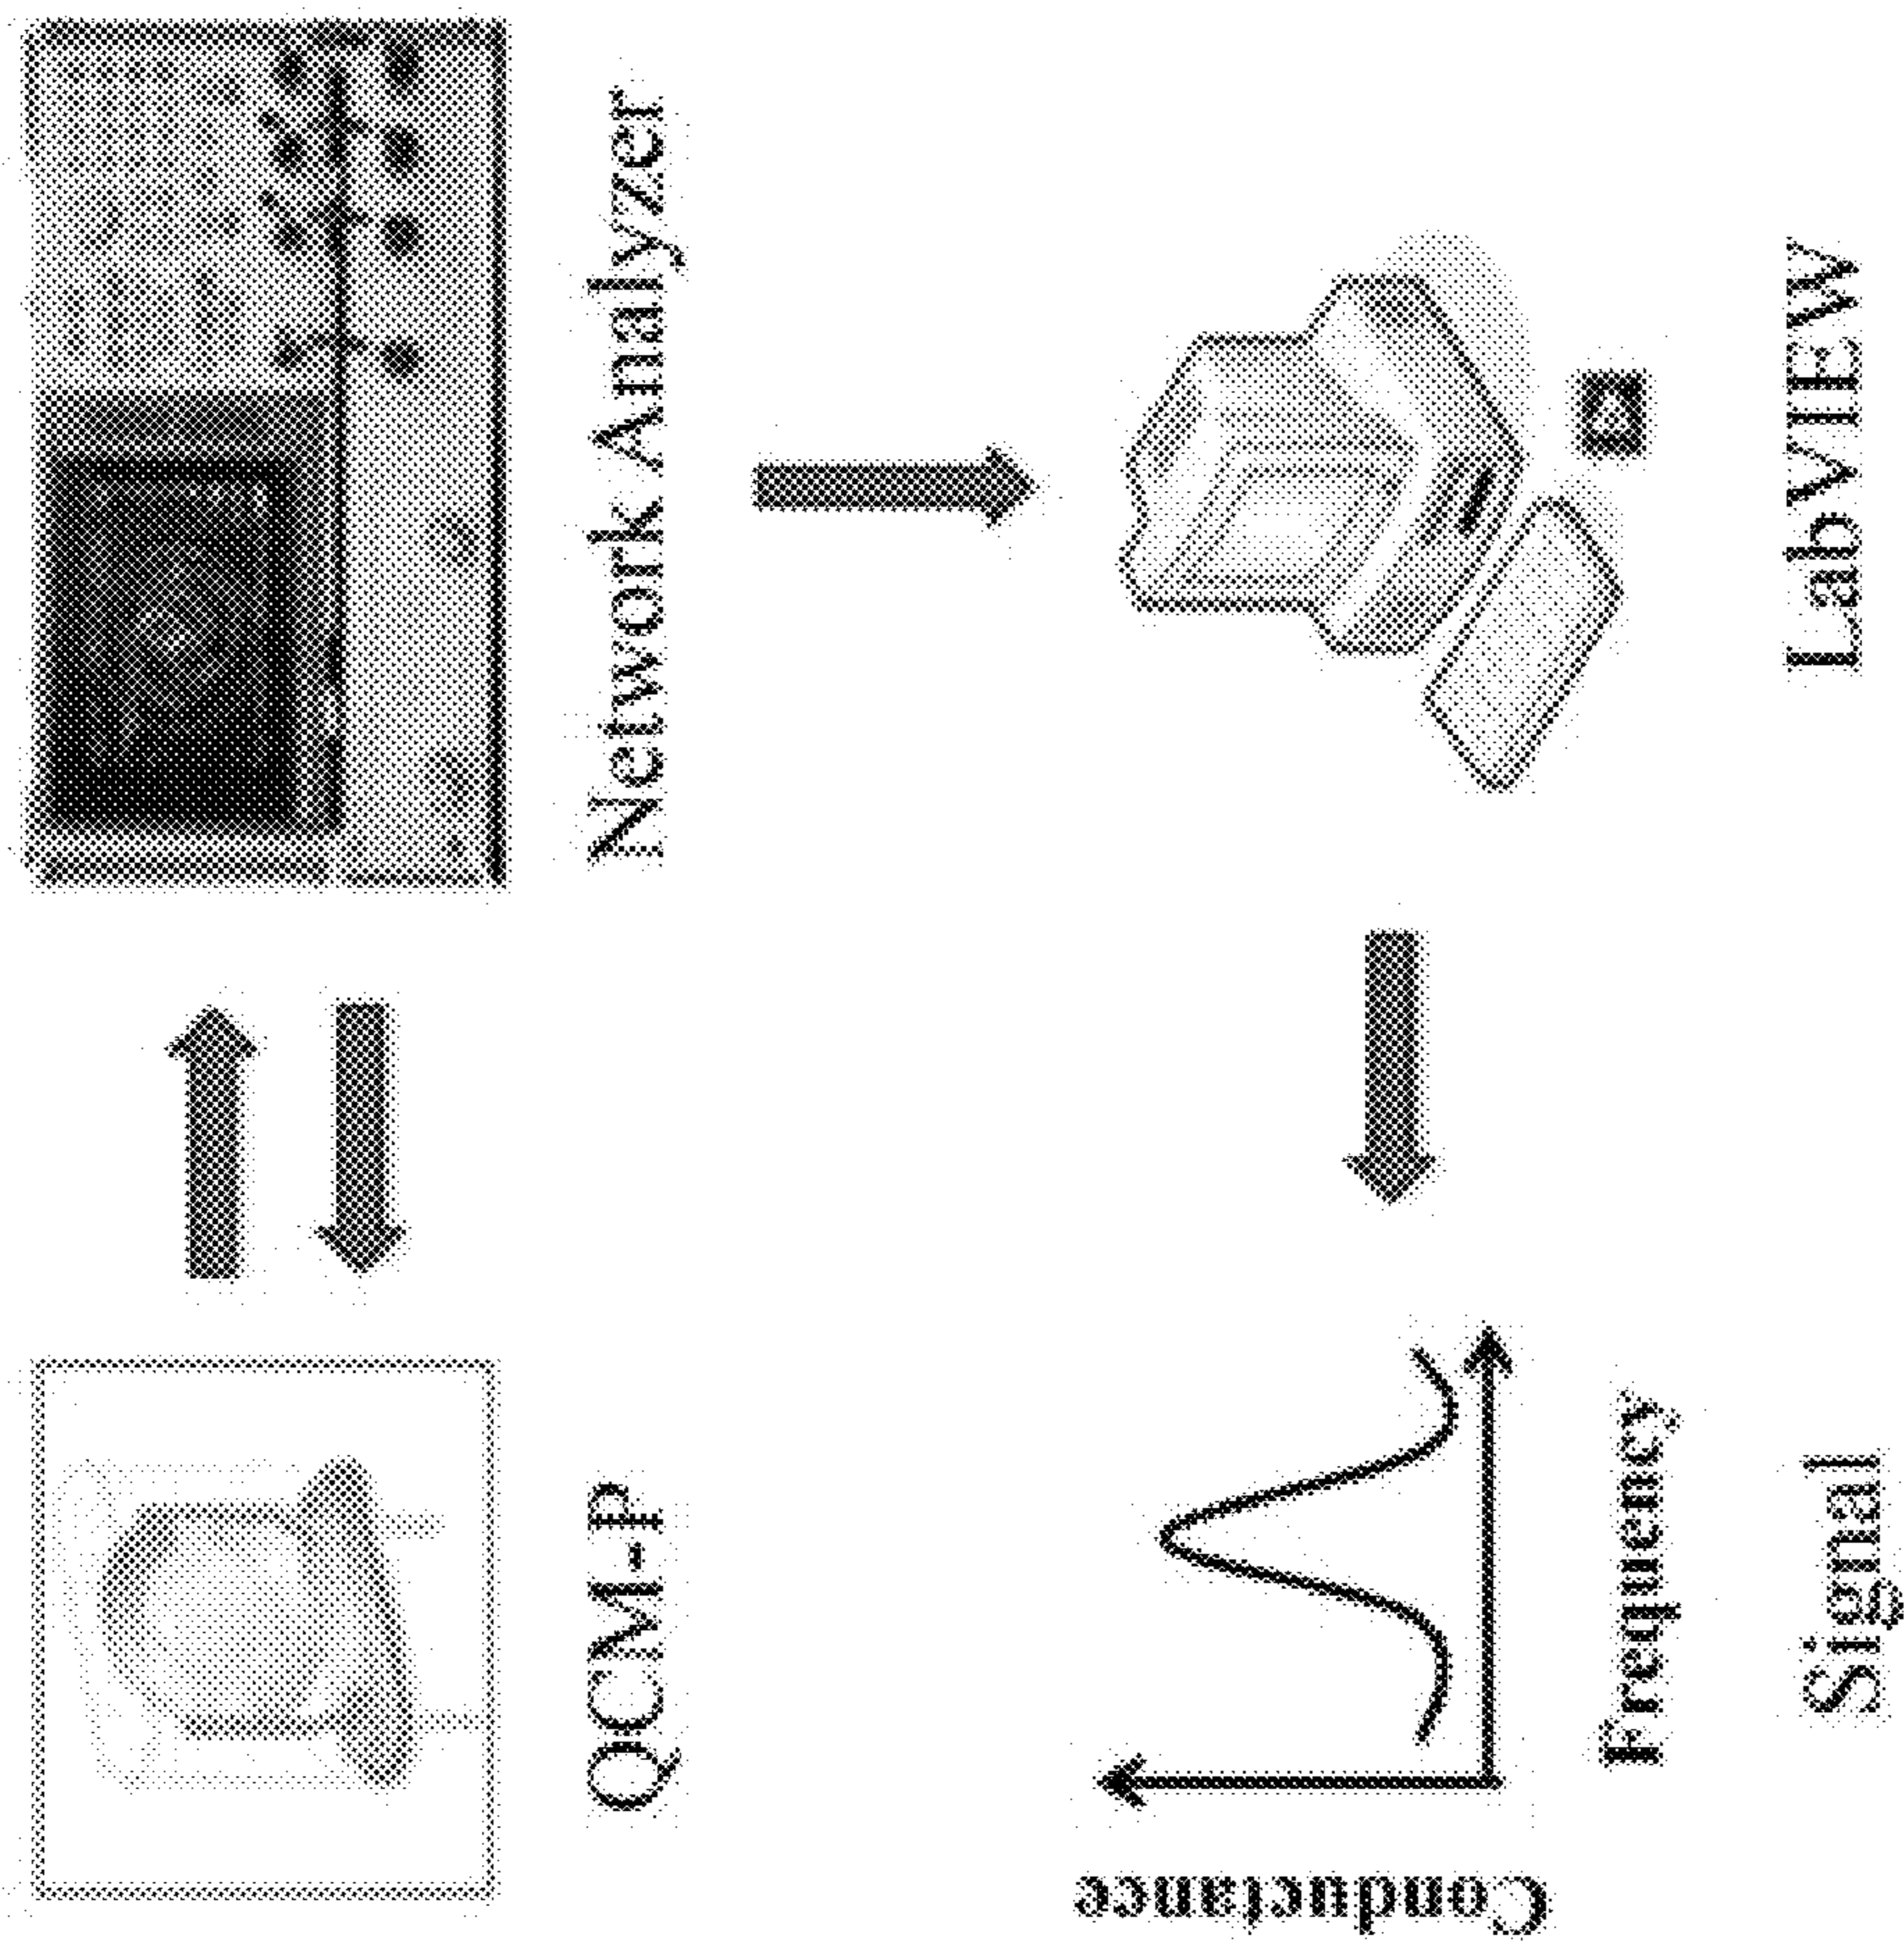 QCM-P
Network Analyzer
Conductance
Frequency
Signal
LabVIEW